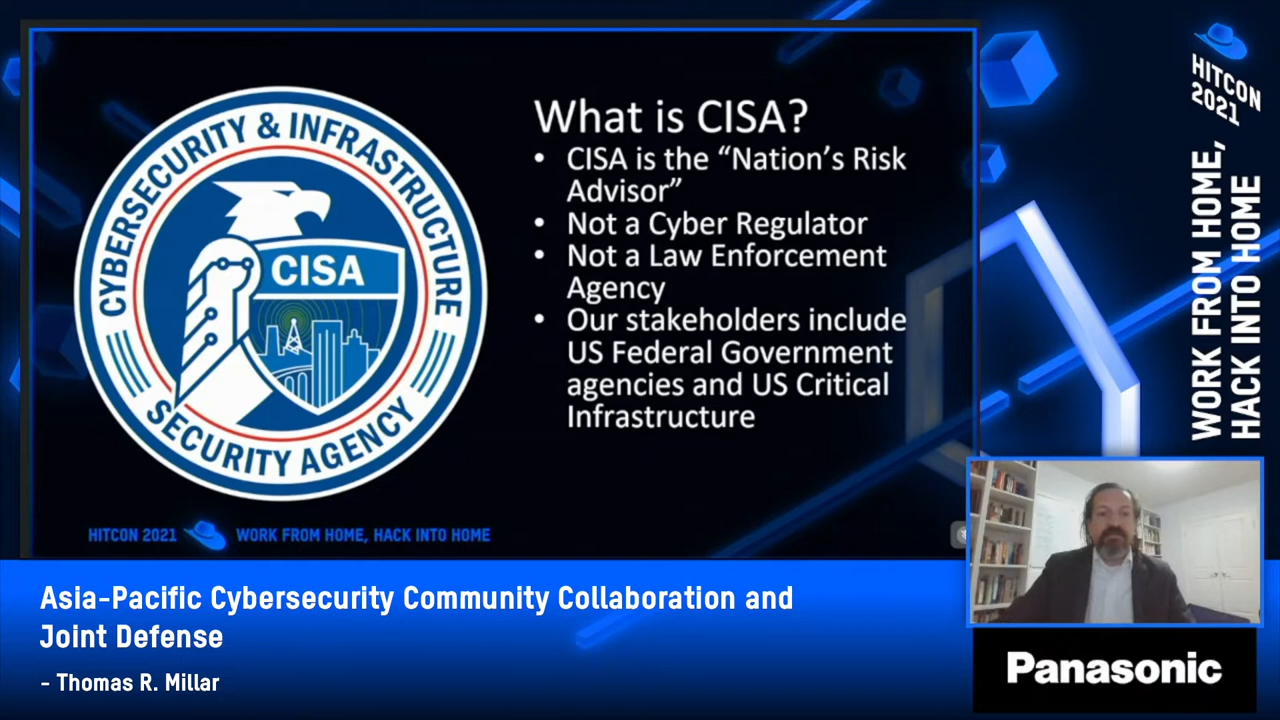 CYBERSECURITY & INFRASTRUCTURE
SECURITY AGENCY
CISA
What is CISA?
• CISA is the “Nation’s Risk
Advisor”
• Not a Cyber Regulator
• Not a Law Enforcement
Agency
• Our stakeholders include
US Federal Government
agencies and US Critical
Infrastructure
HITCON 2021 WORK FROM HOME, HACK INTO HOME
HITCON
2021
WORK FROM HOME,
HACK INTO HOME
Asia-Pacific Cybersecurity Community Collaboration and
Joint Defense
- Thomas R. Millar
Panasonic